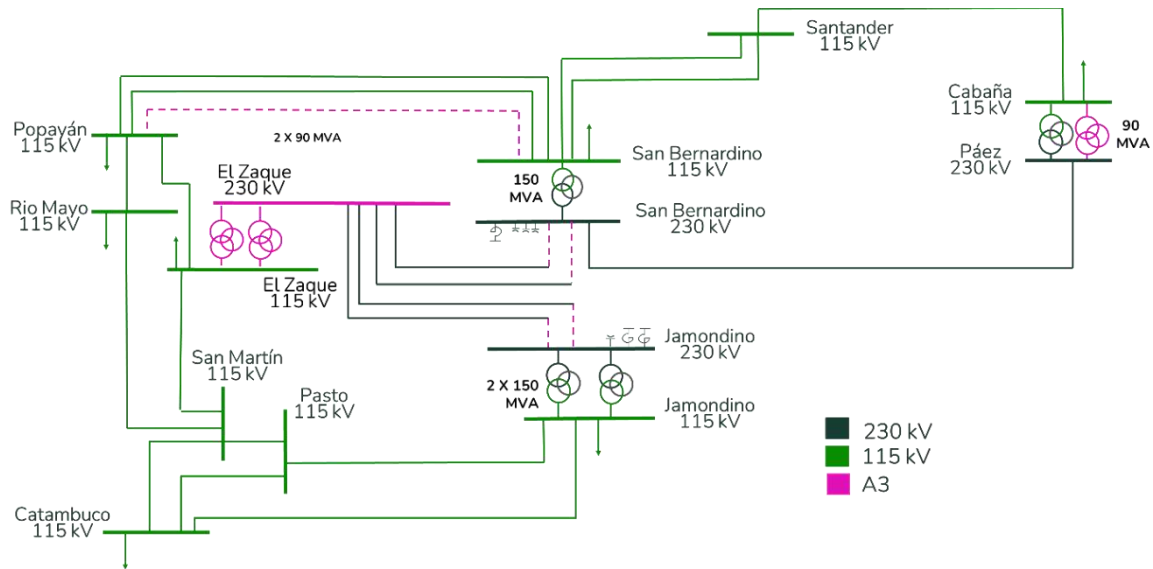 Santander
115 kV
Cabaña
115 kV
90
MVA
Páez
230 kV
Popayán
115 kV
2 X 90 MVA
San Bernardino
115 kV
El Zaque
230 kV
150
MVA
San Bernardino
230 kV
Rio Mayo
115 kV
El Zaque
115 kV
Jamondino
230 kV
G G
San Martín
115 kV
Pasto
115 kV
2 X 150
MVA
Jamondino
115 kV
230 kV
115 kV
A3
Catambuco
115 kV